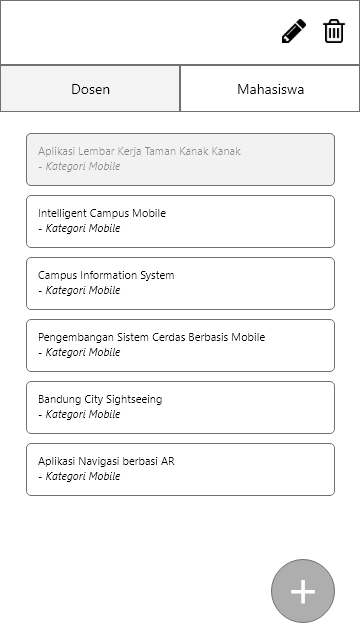 Dosen
Mahasiswa
Aplikasi Lembar Kerja Taman Kanak Kanak
- Kategori Mobile
Intelligent Campus Mobile
- Kategori Mobile
Campus Information System
- Kategori Mobile
Pengembangan Sistem Cerdas Berbasis Mobile
- Kategori Mobile
Bandung City Sightseeing
- Kategori Mobile
Aplikasi Navigasi berbasi AR
- Kategori Mobile